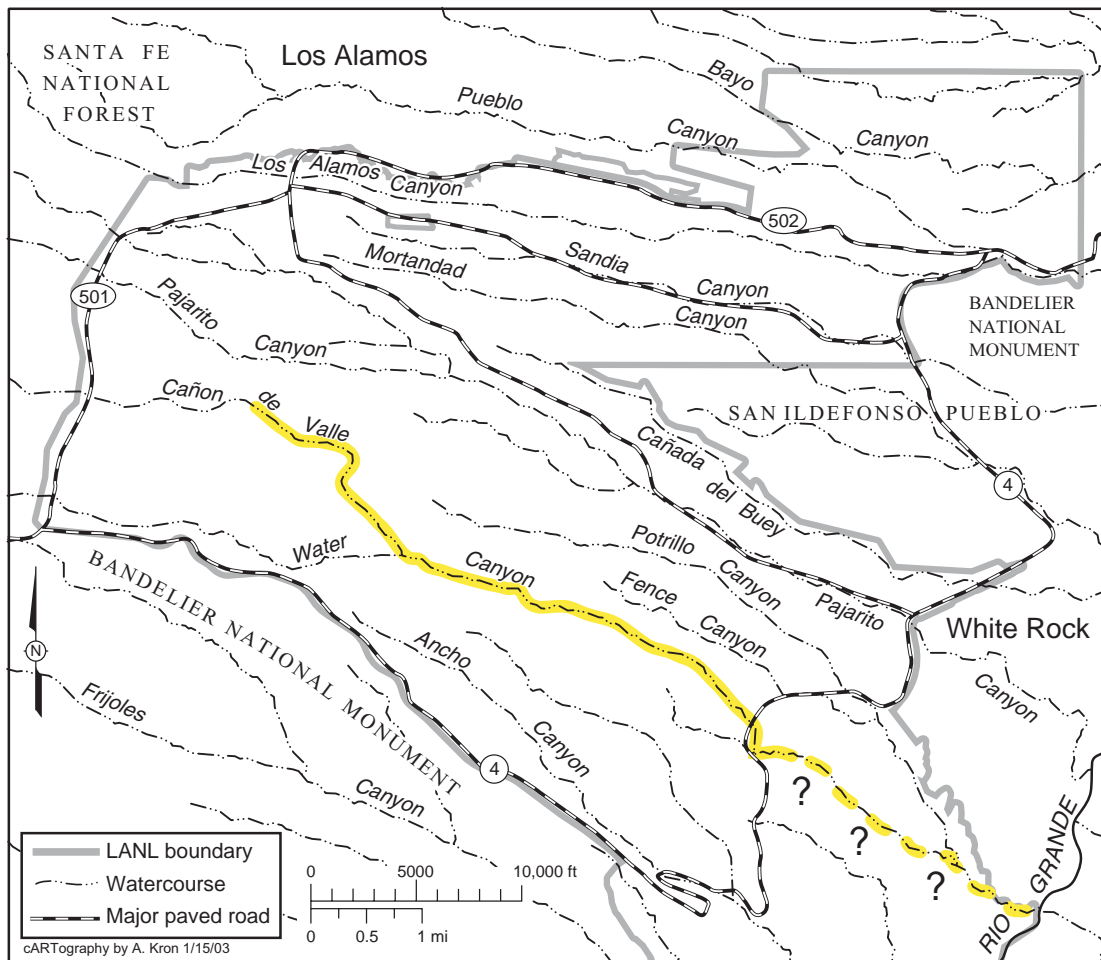 SANTA FE
NATIONAL
FOREST
Los Alamos
Bayo
Canyon
Pueblo
Canyon
Los Alamos Canyon
502
501
Sandia
Canyon
Mortandad
Canyon
Pajarito
Canyon
BANDELIER
NATIONAL
MONUMENT
Cañon de Valle
SAN ILDEFONSO PUEBLO
Cañada del Buey
4
Water Canyon
Potrillo Canyon
Fence Canyon
Pajarito
Canyon
White Rock
BANDELIER NATIONAL MONUMENT
N
Ancho
Canyon
Frijoles
Canyon
4
?
?
?
RIO GRANDE
LANL boundary
Watercourse
Major paved road
0 5000 10,000 ft
0 0.5 1 mi
cARTography by A. Kron 1/15/03